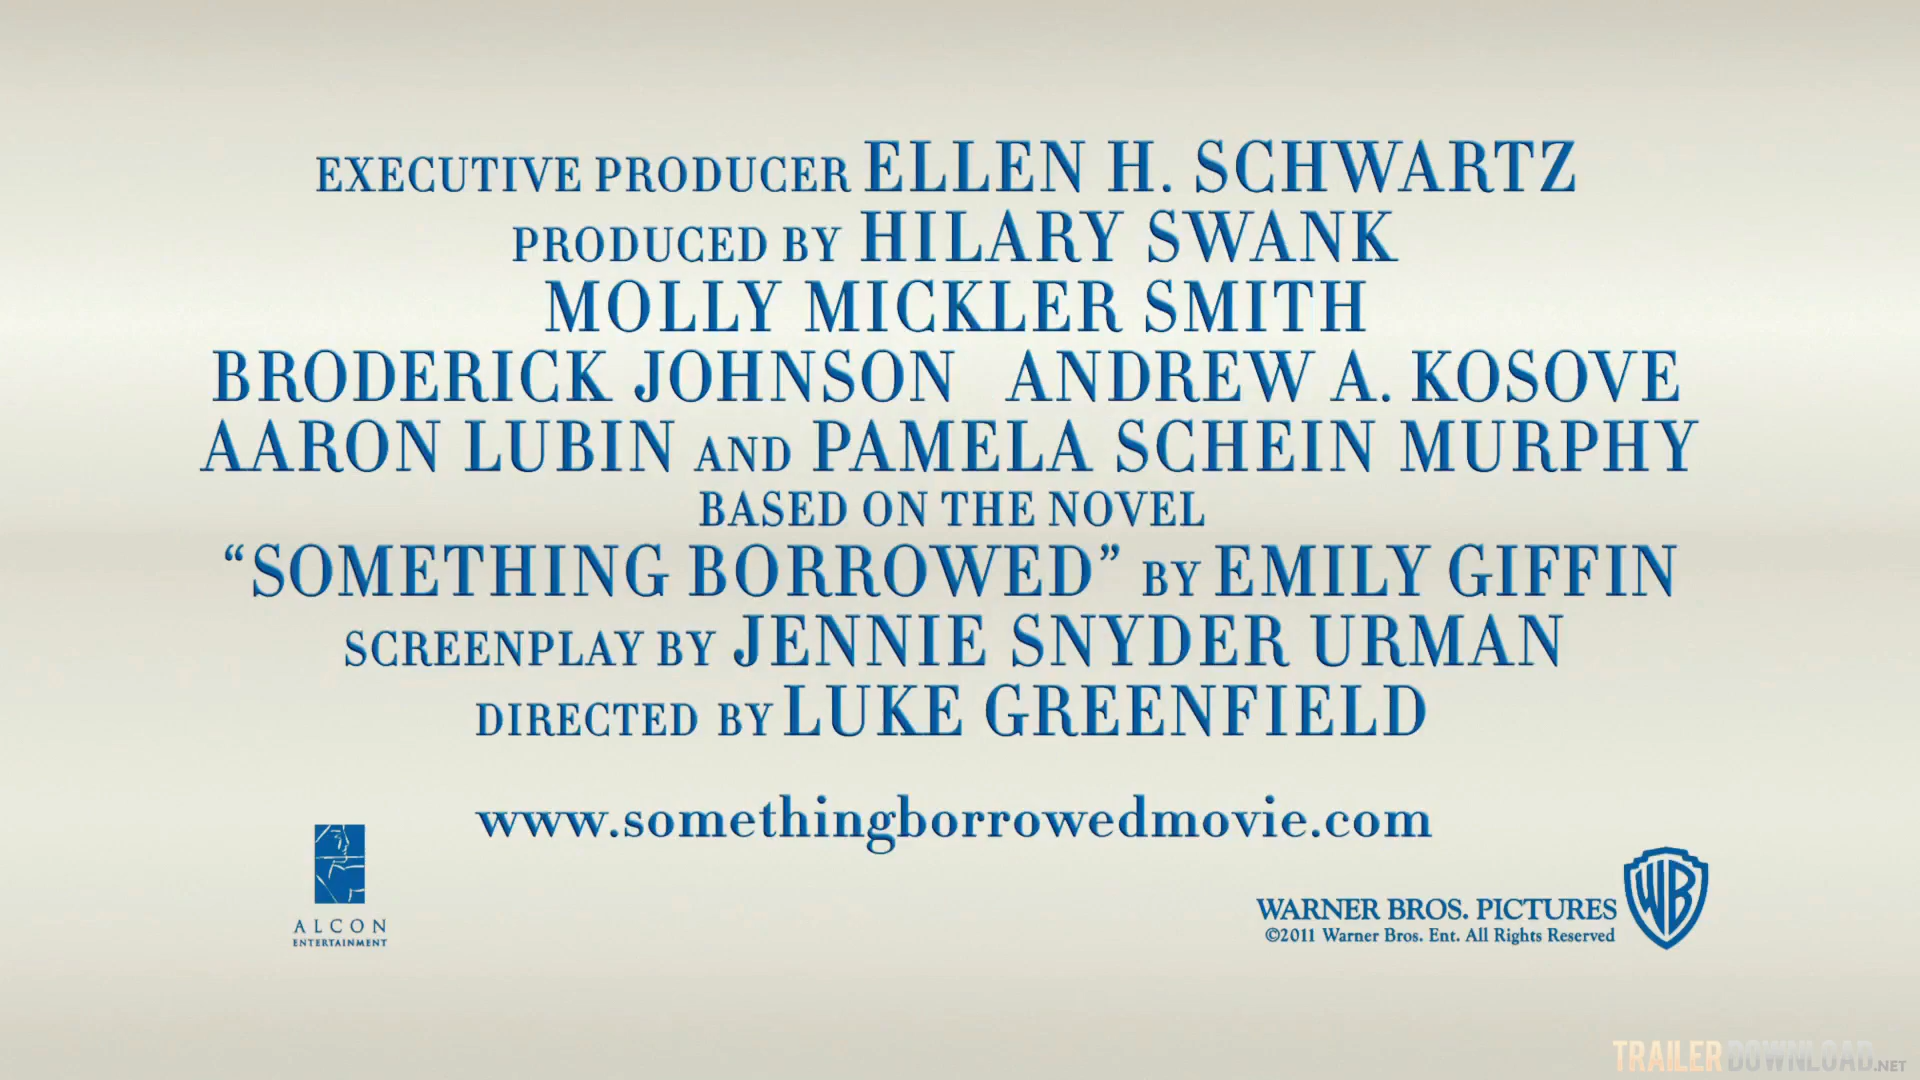 EXECUTIVE PRODUCER ELLEN H. SCHWARTZ
PRODUCED BY HILARY SWANK
MOLLY MICKLER SMITH
BRODERICK JOHNSON ANDREW A. KOSOVE
AARON LUBIN AND PAMELA SCHEIN MURPHY
BASED ON THE NOVEL
“SOMETHING BORROWED” BY EMILY GIFFIN
SCREENPLAY BY JENNIE SNYDER URMAN
DIRECTED BY LUKE GREENFIELD
www.somethingborrowedmovie.com
ALCON
ENTERTAINMENT
WARNER BROS. PICTURES
©2011 Warner Bros. Ent. All Rights Reserved
WB
TRAILERDOWNLOAD.NET